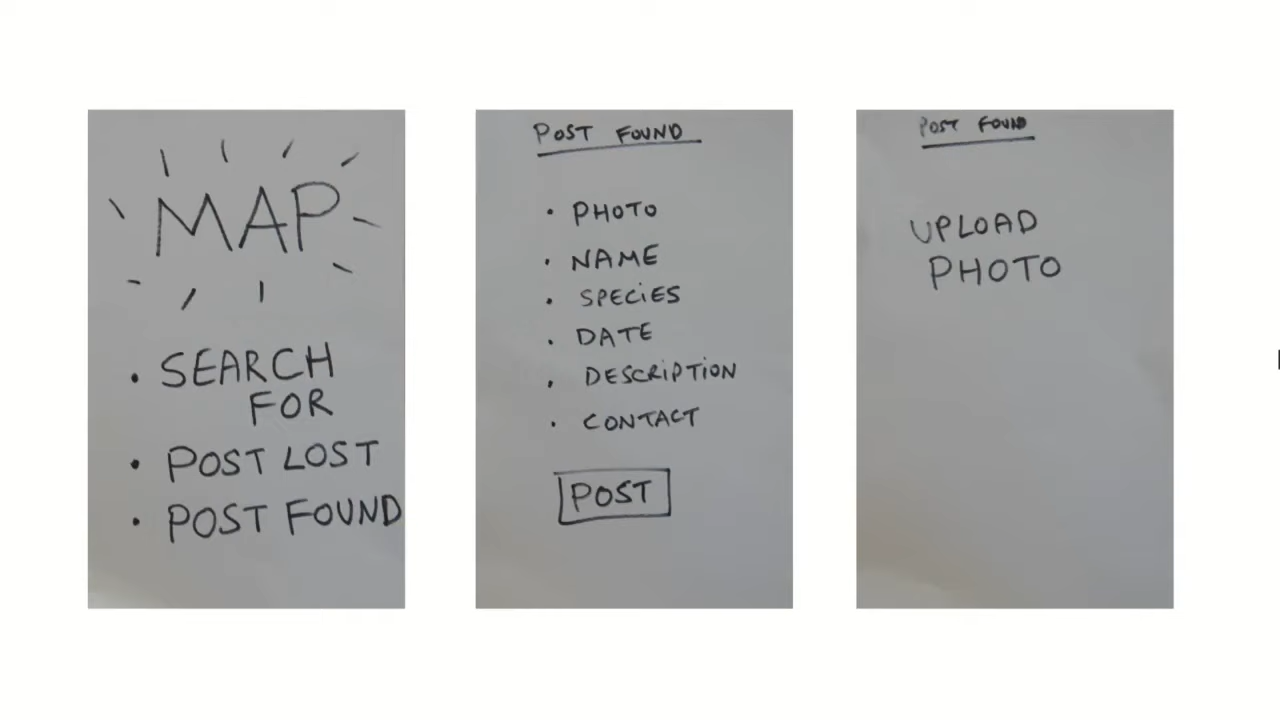 MAP
• SEARCH
FOR
• POST LOST
• POST FOUND
POST FOUND
• PHOTO
• NAME
• SPECIES
• DATE
• DESCRIPTION
• CONTACT
POST
POST FOUND
UPLOAD
PHOTO